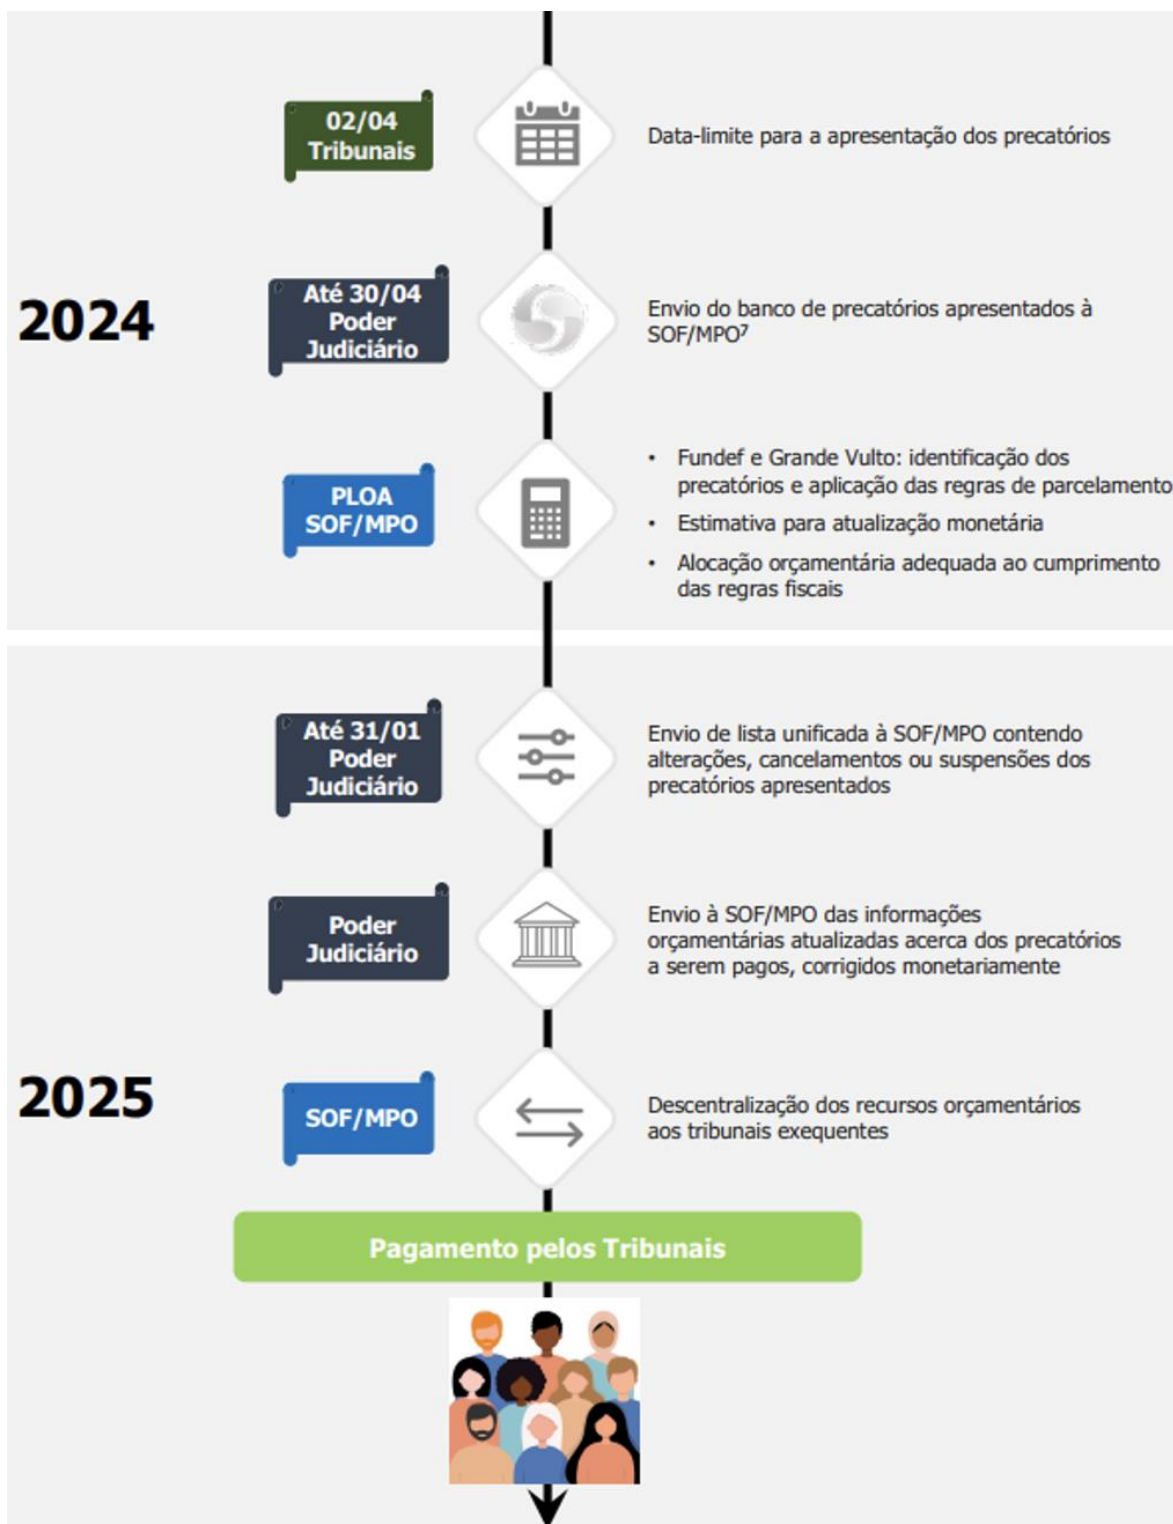 02/04
Tribunais
Data-limite para a apresentação dos precatórios
2024
Até 30/04
Poder
Judiciário
Envio do banco de precatórios apresentados à
SOF/MPO⁷
PLOA
SOF/MPO
• Fundef e Grande Vulto: identificação dos
precatórios e aplicação das regras de parcelamento
• Estimativa para atualização monetária
• Alocação orçamentária adequada ao cumprimento
das regras fiscais
Até 31/01
Poder
Judiciário
Envio de lista unificada à SOF/MPO contendo
alterações, cancelamentos ou suspensões dos
precatórios apresentados
Poder
Judiciário
Envio à SOF/MPO das informações
orçamentárias atualizadas acerca dos precatórios
a serem pagos, corrigidos monetariamente
2025
SOF/MPO
Descentralização dos recursos orçamentários
aos tribunais exequentes
Pagamento pelos Tribunais